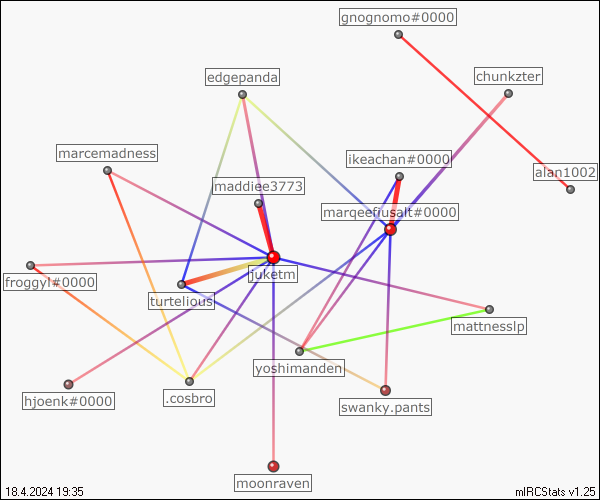 gnognomo#0000
edgepanda
chunkzter
marcemadness
ikeachan#0000
alan1002
maddiee3773
marqeefiusalt#0000
froggyl#0000
juketm
turtelious
mattnesslp
yoshimanden
hjoenk#0000
.cosbro
swanky.pants
moonraven
18.4.2024 19:35
mIRCStats v1.25